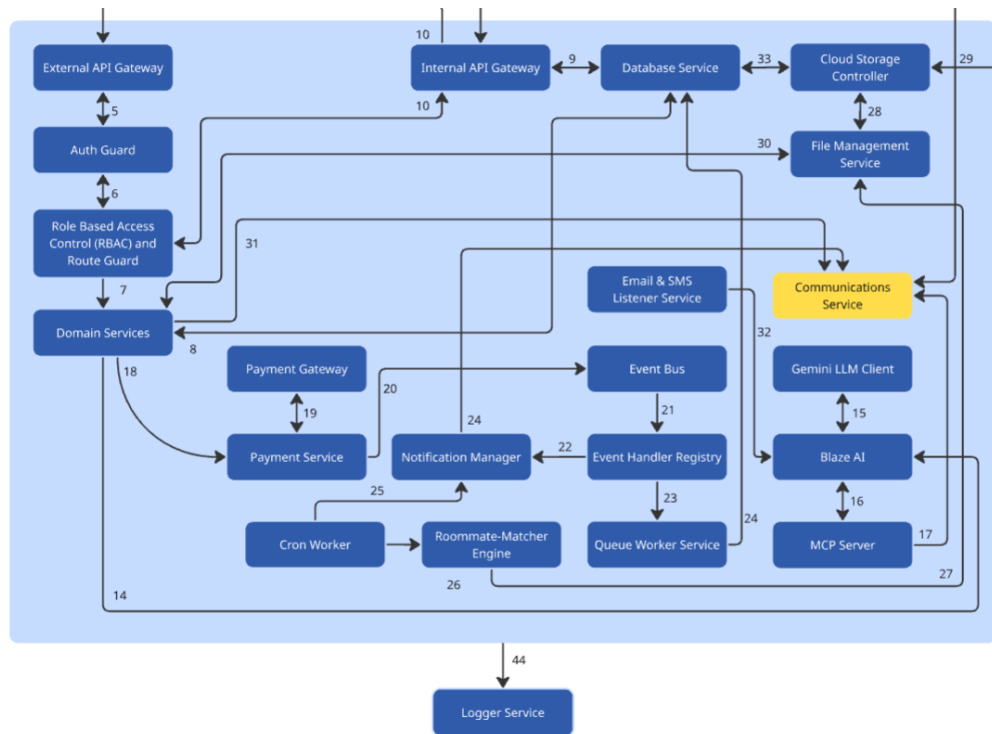 10
External API Gateway
Internal API Gateway
9
Database Service
33
Cloud Storage
Controller
29
5
10
28
Auth Guard
30
File Management
Service
6
Role Based Access
Control (RBAC) and
Route Guard
31
7
Email & SMS
Listener Service
Communications
Service
Domain Services
8
32
18
Payment Gateway
20
Event Bus
Gemini LLM Client
19
21
15
24
Payment Service
Notification Manager
22
Event Handler Registry
Blaze AI
25
23
16
24
17
Cron Worker
Roommate-Matcher
Engine
Queue Worker Service
MCP Server
26
27
14
44
Logger Service